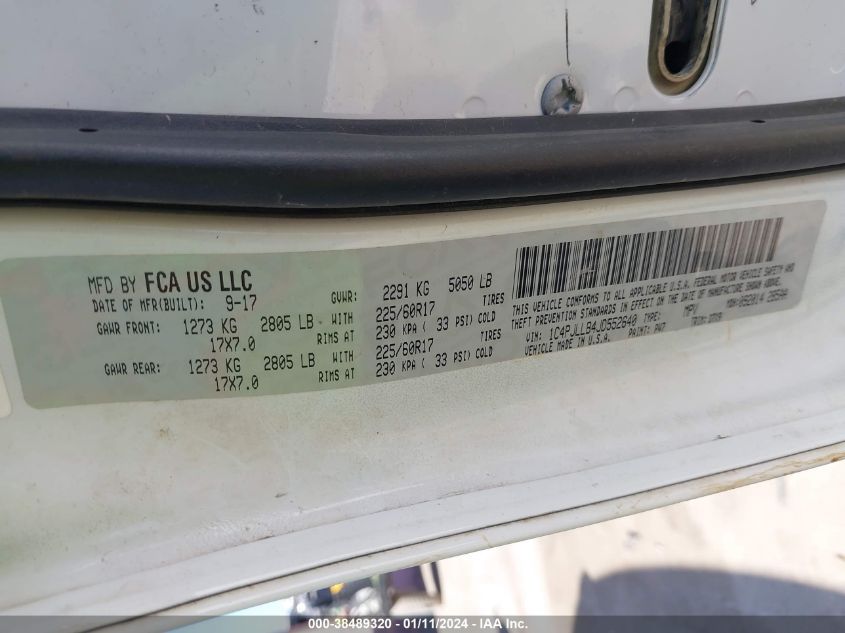 MFD BY FCA US LLC
DATE OF MFR(BUILT): 9-17 GVWR: 2291 KG 5050 LB
GAWR FRONT: 1273 KG 2805 LB WITH 225/60R17 TIRES
17X7.0 RIMS AT 230 KPA ( 33 PSI) COLD
GAWR REAR: 1273 KG 2805 LB WITH 225/60R17 TIRES
17X7.0 RIMS AT 230 KPA ( 33 PSI) COLD
THIS VEHICLE CONFORMS TO ALL APPLICABLE U.S.A. FEDERAL MOTOR VEHICLE SAFETY AND
THEFT PREVENTION STANDARDS IN EFFECT ON THE DATE OF MANUFACTURE SHOWN ABOVE.
VIN: 1C4PJLLB4JD552640 TYPE: MPV MDH: 092014
VEHICLE MADE IN U.S.A. PAINT: PW7 TRIM:
000-38489320 - 01/11/2024 - IAA Inc.